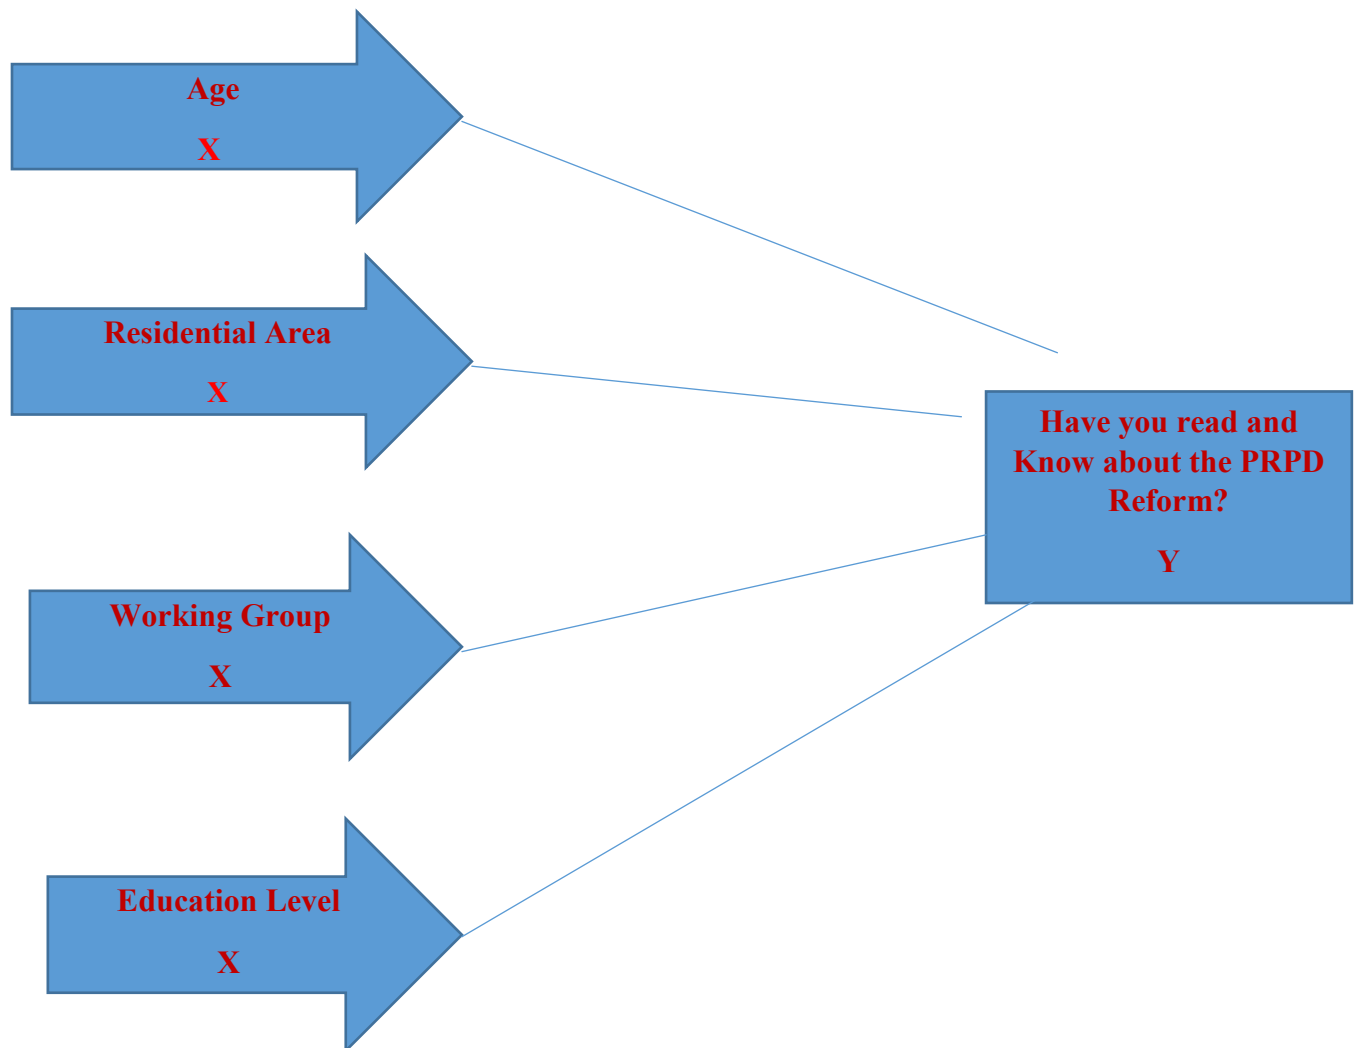 Age
X
Residential Area
X
Have you read and
Know about the PRPD
Reform?
Y
Working Group
X
Education Level
X